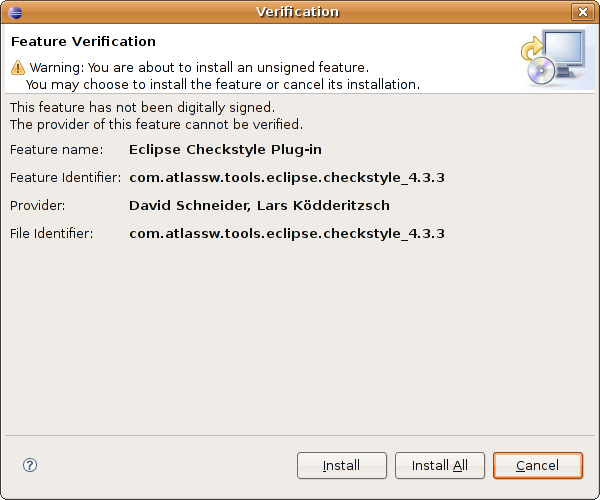 Verification
Feature Verification
Warning: You are about to install an unsigned feature.
You may choose to install the feature or cancel its installation.
This feature has not been digitally signed.
The provider of this feature cannot be verified.
Feature name: Eclipse Checkstyle Plug-in
Feature Identifier: com.atlassw.tools.eclipse.checkstyle_4.3.3
Provider: David Schneider, Lars Ködderitzsch
File Identifier: com.atlassw.tools.eclipse.checkstyle_4.3.3
? Install Install All Cancel